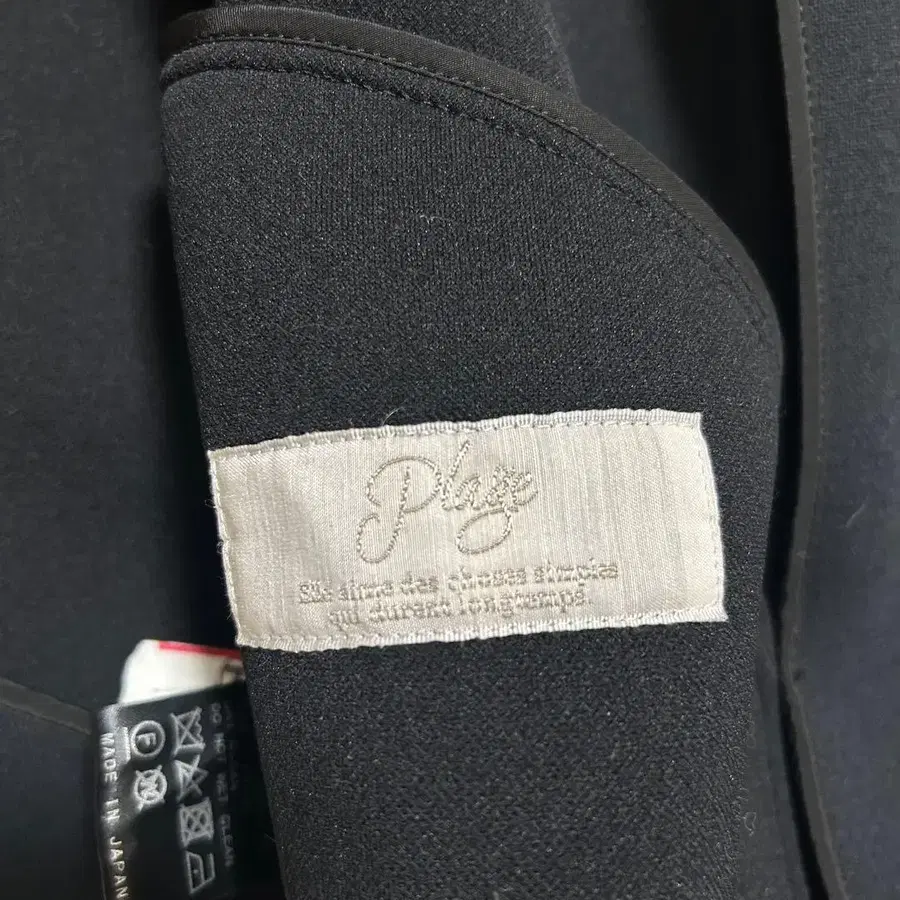 Plage
Elle aime des choses simples
qui durent longtemps.
F
MADE IN JAPAN
DO NOT WET CLEAN